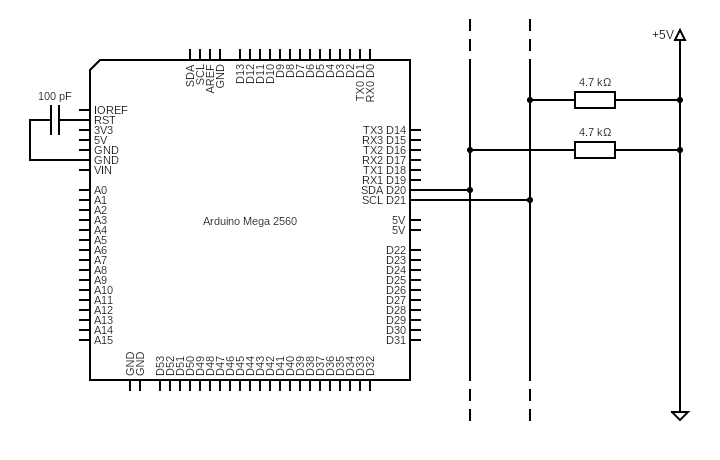 +5V
SDA
SCL
AREF
GND
D13
D12
D11
D10
D9
D8
D7
D6
D5
D4
D3
D2
TX0 D1
RX0 D0
4.7 kΩ
100 pF
IOREF
RST
3V3
5V
GND
GND
VIN
TX3 D14
RX3 D15
TX2 D16
RX2 D17
TX1 D18
RX1 D19
SDA D20
SCL D21
4.7 kΩ
A0
A1
A2
A3
A4
A5
A6
A7
A8
A9
A10
A11
A12
A13
A14
A15
Arduino Mega 2560
5V
5V
D22
D23
D24
D25
D26
D27
D28
D29
D30
D31
GND
GND
D53
D52
D51
D50
D49
D48
D47
D46
D45
D44
D43
D42
D41
D40
D39
D38
D37
D36
D35
D34
D33
D32